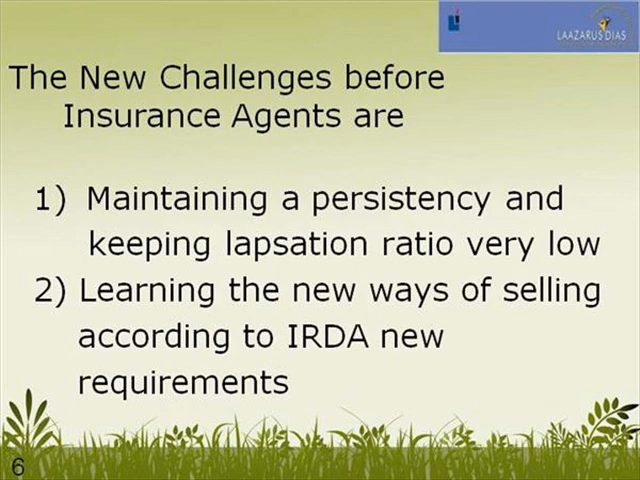 LAAZARUS DIAS
The New Challenges before
Insurance Agents are
1) Maintaining a persistency and
keeping lapsation ratio very low
2) Learning the new ways of selling
according to IRDA new
requirements
6